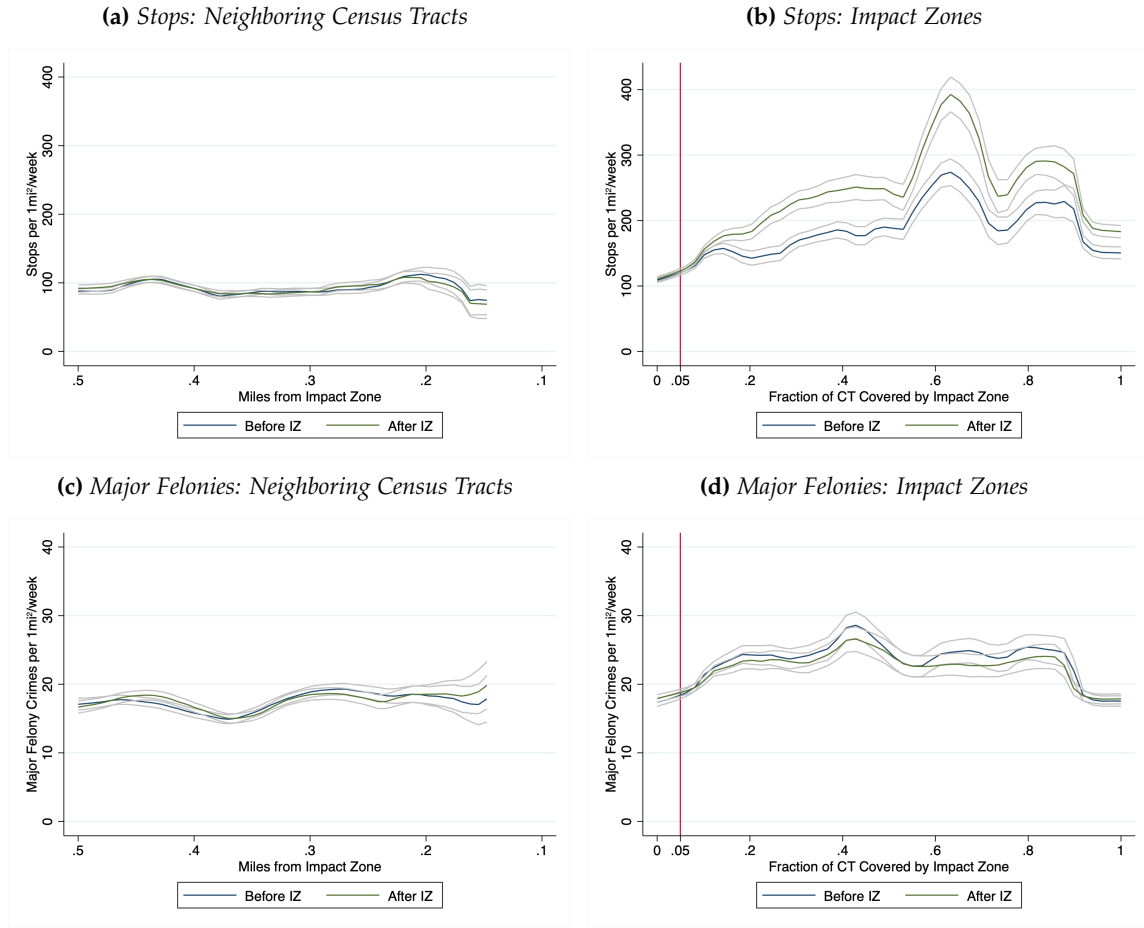 (a) Stops: Neighboring Census Tracts
(b) Stops: Impact Zones
Stops per 1mi²/week
0 100 200 300 400
.5 .4 .3 .2 .1
Miles from Impact Zone
Before IZ After IZ
Stops per 1mi²/week
0 100 200 300 400
0 .05 .2 .4 .6 .8 1
Fraction of CT Covered by Impact Zone
Before IZ After IZ
(c) Major Felonies: Neighboring Census Tracts
(d) Major Felonies: Impact Zones
Major Felony Crimes per 1mi²/week
0 10 20 30 40
.5 .4 .3 .2 .1
Miles from Impact Zone
Before IZ After IZ
Major Felony Crimes per 1mi²/week
0 10 20 30 40
0 .05 .2 .4 .6 .8 1
Fraction of CT Covered by Impact Zone
Before IZ After IZ